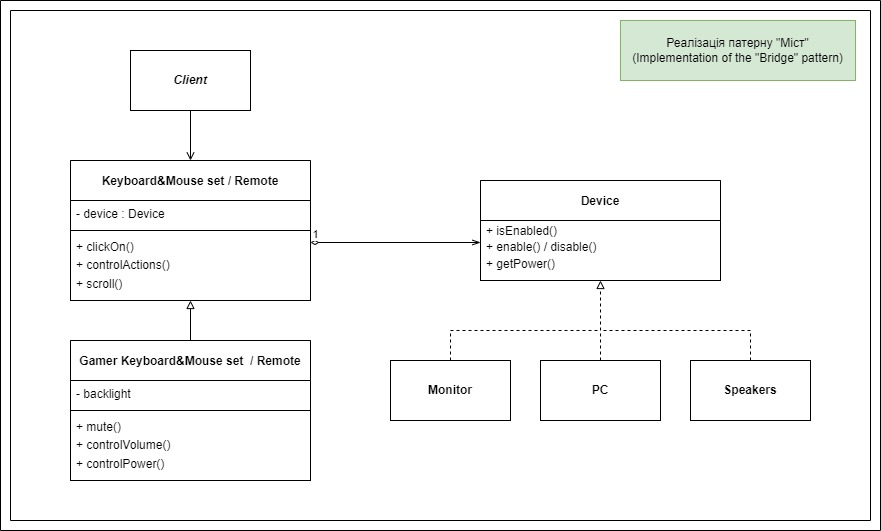 Реалізація патерну "Міст"
(Implementation of the "Bridge" pattern)
Client
Keyboard&Mouse set / Remote
- device : Device
+ clickOn()
+ controlActions()
+ scroll()
1
Device
+ isEnabled()
+ enable() / disable()
+ getPower()
Gamer Keyboard&Mouse set  / Remote
- backlight
+ mute()
+ controlVolume()
+ controlPower()
Monitor
PC
Speakers